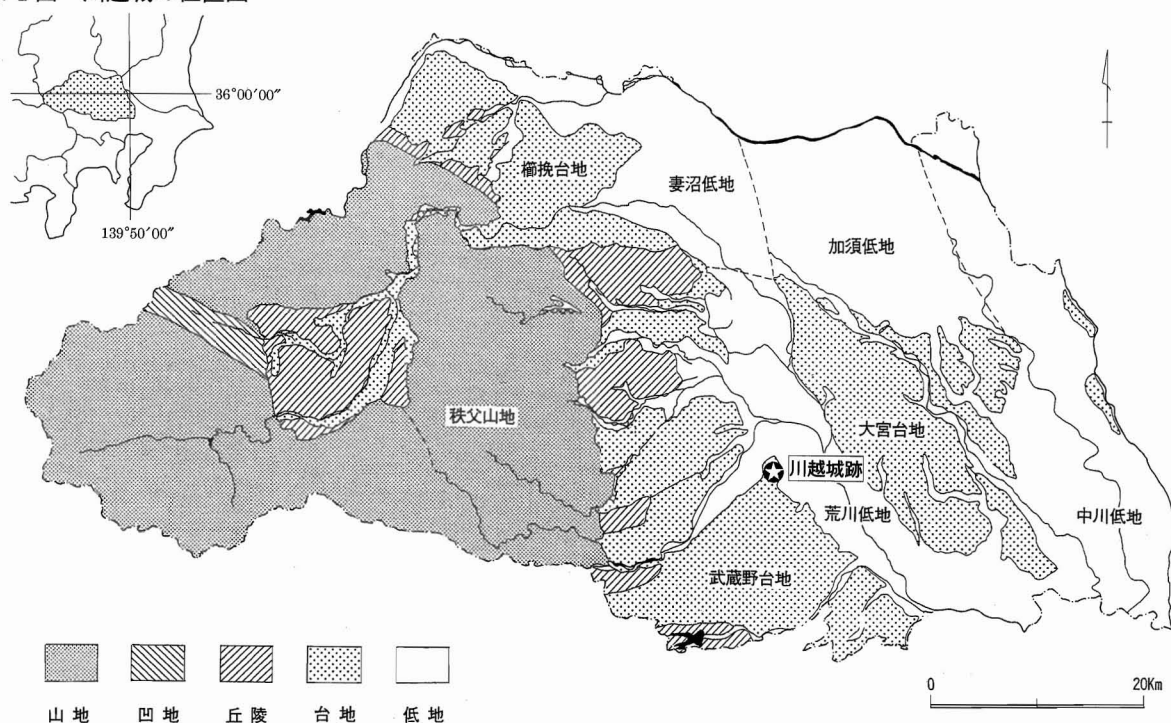 36°00′00″
139°50′00″
櫛挽台地
妻沼低地
加須低地
秩父山地
大宮台地
川越城跡
荒川低地
中川低地
武蔵野台地
山地
凹地
丘陵
台地
低地
0
20Km